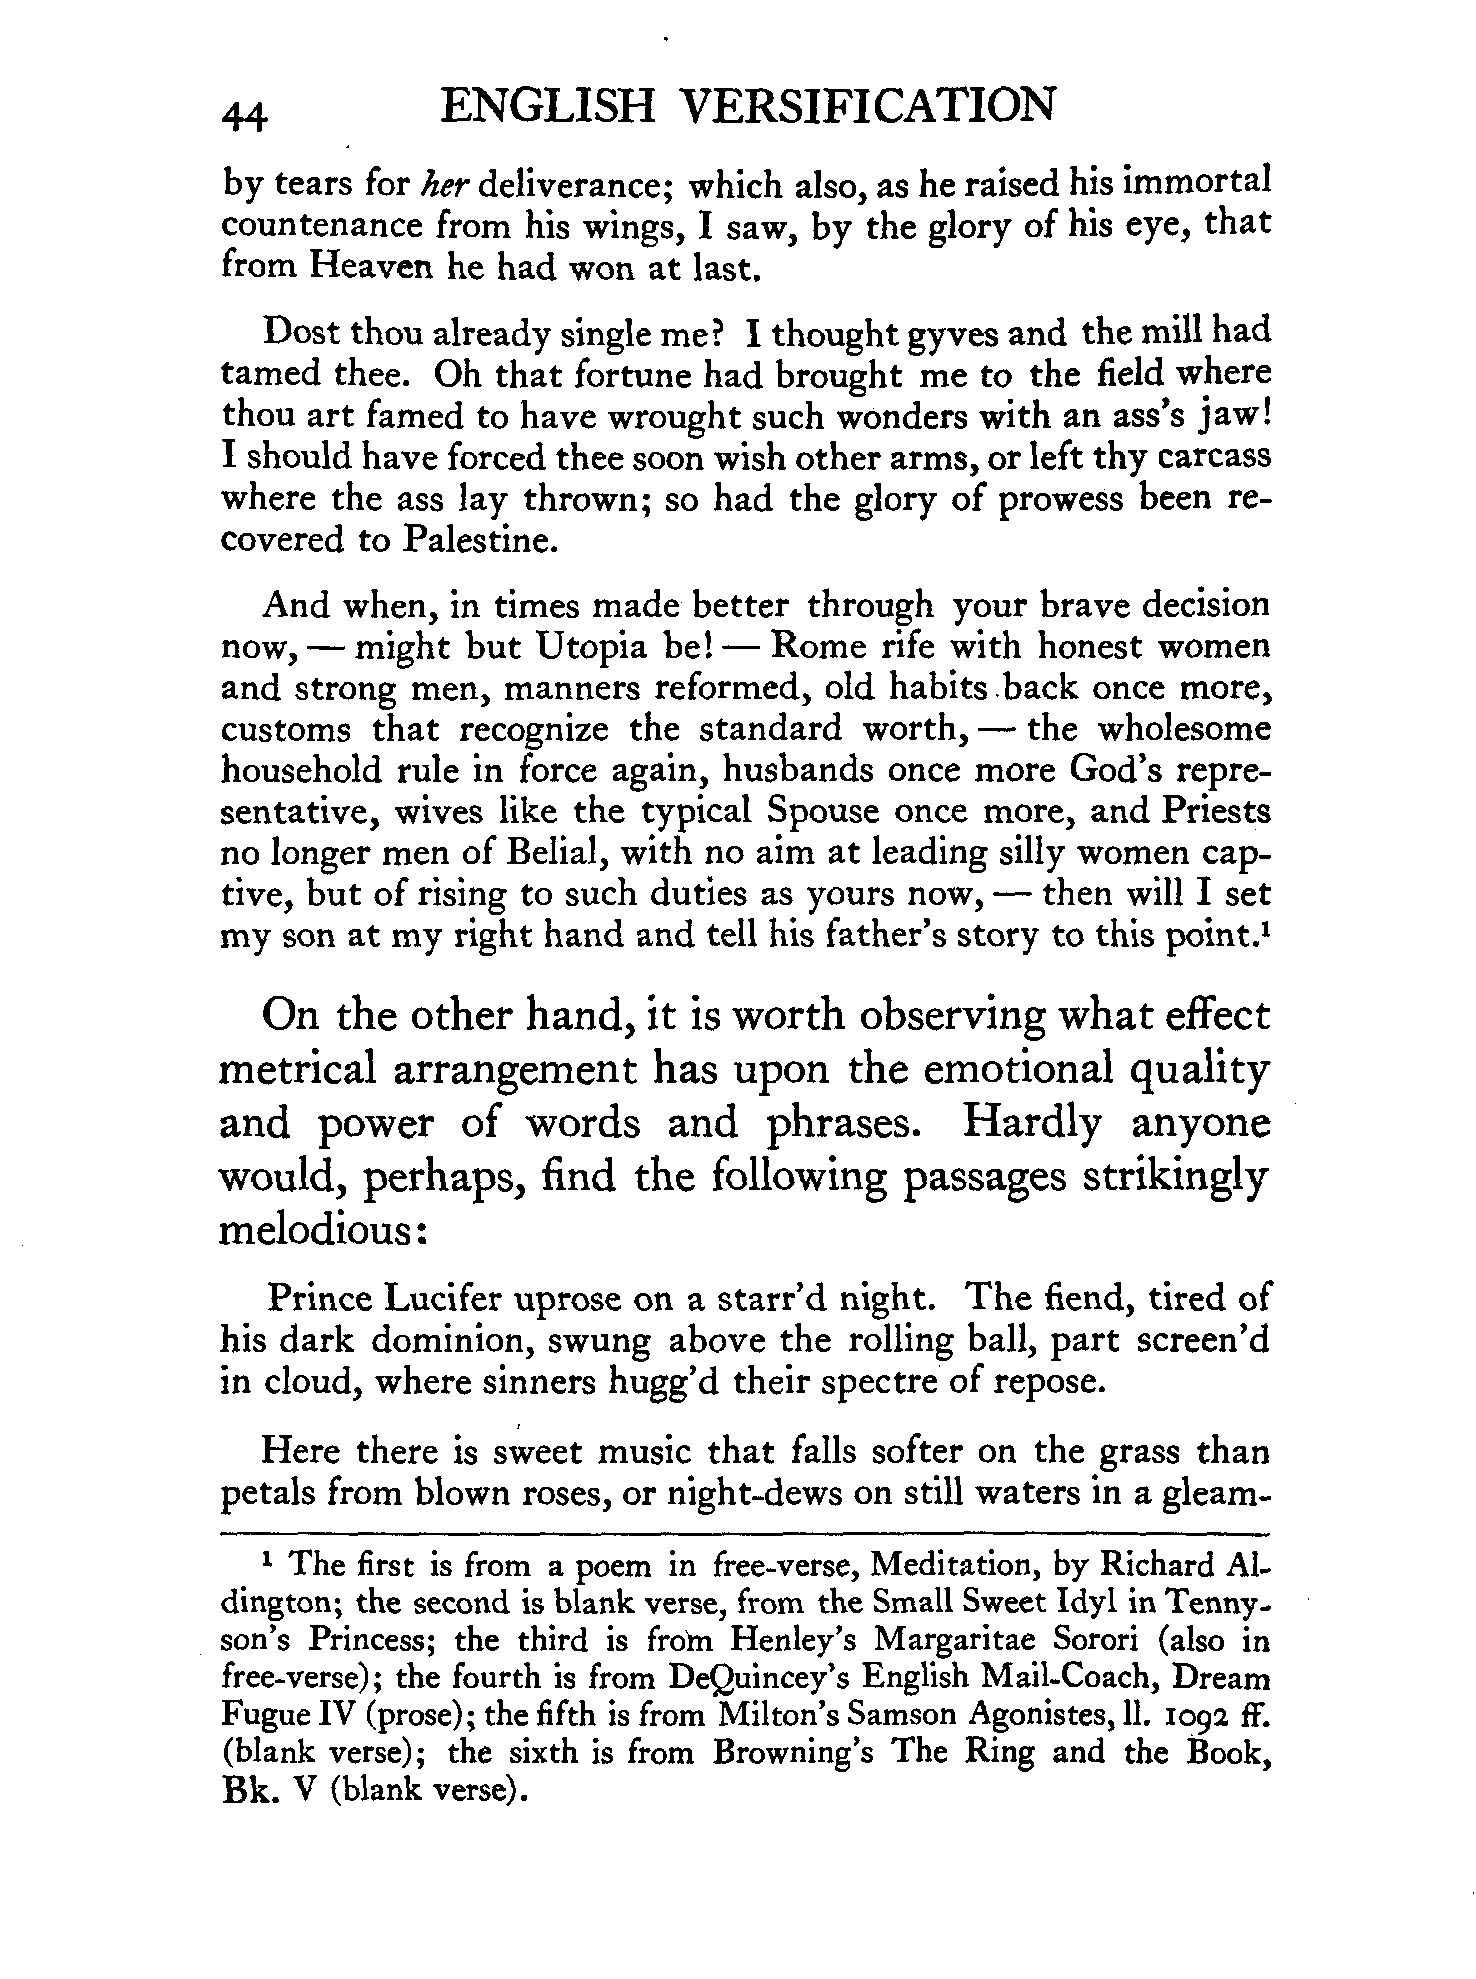 44 ENGLISH VERSIFICATION
by tears for her deliverance; which also, as he raised his immortal
countenance from his wings, I saw, by the glory of his eye, that
from Heaven he had won at last.
Dost thou already single me? I thought gyves and the mill had
tamed thee. Oh that fortune had brought me to the field where
thou art famed to have wrought such wonders with an ass's jaw!
I should have forced thee soon wish other arms, or left thy carcass
where the ass lay thrown; so had the glory of prowess been re-
covered to Palestine.
And when, in times made better through your brave decision
now, — might but Utopia be! — Rome rife with honest women
and strong men, manners reformed, old habits back once more,
customs that recognize the standard worth, — the wholesome
household rule in force again, husbands once more God's repre-
sentative, wives like the typical Spouse once more, and Priests
no longer men of Belial, with no aim at leading silly women cap-
tive, but of rising to such duties as yours now, — then will I set
my son at my right hand and tell his father's story to this point.¹
On the other hand, it is worth observing what effect
metrical arrangement has upon the emotional quality
and power of words and phrases. Hardly anyone
would, perhaps, find the following passages strikingly
melodious:
Prince Lucifer uprose on a starr'd night. The fiend, tired of
his dark dominion, swung above the rolling ball, part screen'd
in cloud, where sinners hugg'd their spectre of repose.
Here there is sweet music that falls softer on the grass than
petals from blown roses, or night-dews on still waters in a gleam-
¹ The first is from a poem in free-verse, Meditation, by Richard Al-
dington; the second is blank verse, from the Small Sweet Idyl in Tenny-
son's Princess; the third is from Henley's Margaritae Sorori (also in
free-verse); the fourth is from DeQuincey's English Mail-Coach, Dream
Fugue IV (prose); the fifth is from Milton's Samson Agonistes, ll. 1092 ff.
(blank verse); the sixth is from Browning's The Ring and the Book,
Bk. V (blank verse).